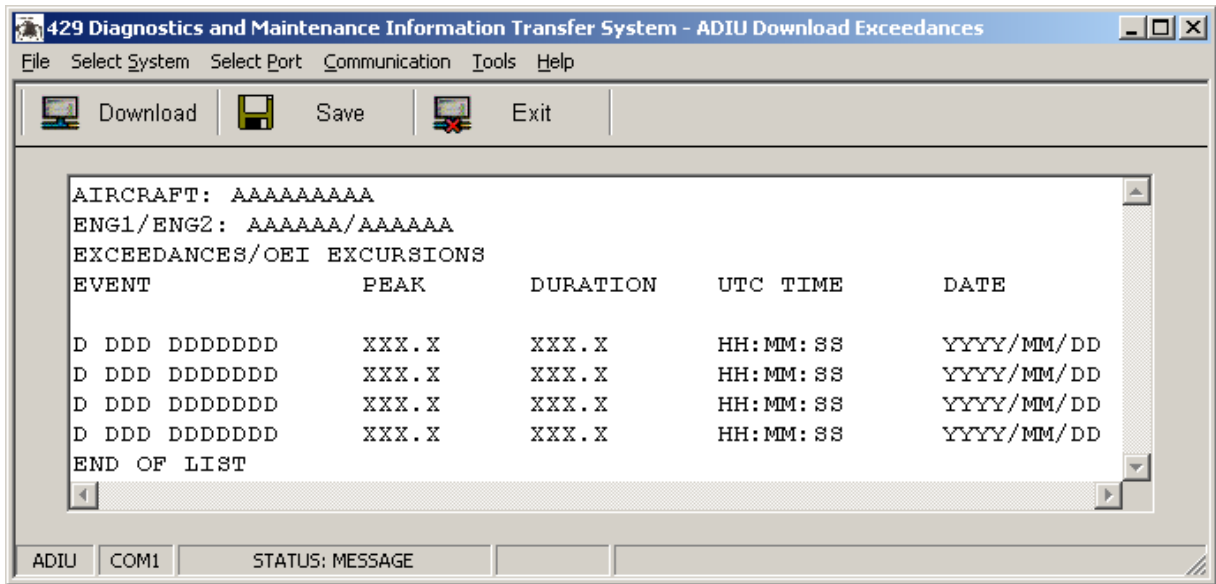 429 Diagnostics and Maintenance Information Transfer System - ADIU Download Exceedances
File Select System Select Port Communication Tools Help
Download Save Exit
AIRCRAFT: AAAAAAAAA
ENG1/ENG2: AAAAAA/AAAAAA
EXCEEDANCES/OEI EXCURSIONS
EVENT PEAK DURATION UTC TIME DATE
D DDD DDDDDDD XXX.X XXX.X HH:MM:SS YYYY/MM/DD
D DDD DDDDDDD XXX.X XXX.X HH:MM:SS YYYY/MM/DD
D DDD DDDDDDD XXX.X XXX.X HH:MM:SS YYYY/MM/DD
D DDD DDDDDDD XXX.X XXX.X HH:MM:SS YYYY/MM/DD
END OF LIST
ADIU COM1 STATUS: MESSAGE